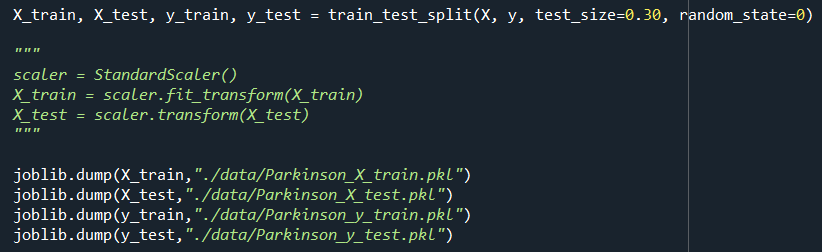 X_train, X_test, y_train, y_test = train_test_split(X, y, test_size=0.30, random_state=0)
"""
scaler = StandardScaler()
X_train = scaler.fit_transform(X_train)
X_test = scaler.transform(X_test)
"""
joblib.dump(X_train,"./data/Parkinson_X_train.pkl")
joblib.dump(X_test,"./data/Parkinson_X_test.pkl")
joblib.dump(y_train,"./data/Parkinson_y_train.pkl")
joblib.dump(y_test,"./data/Parkinson_y_test.pkl")